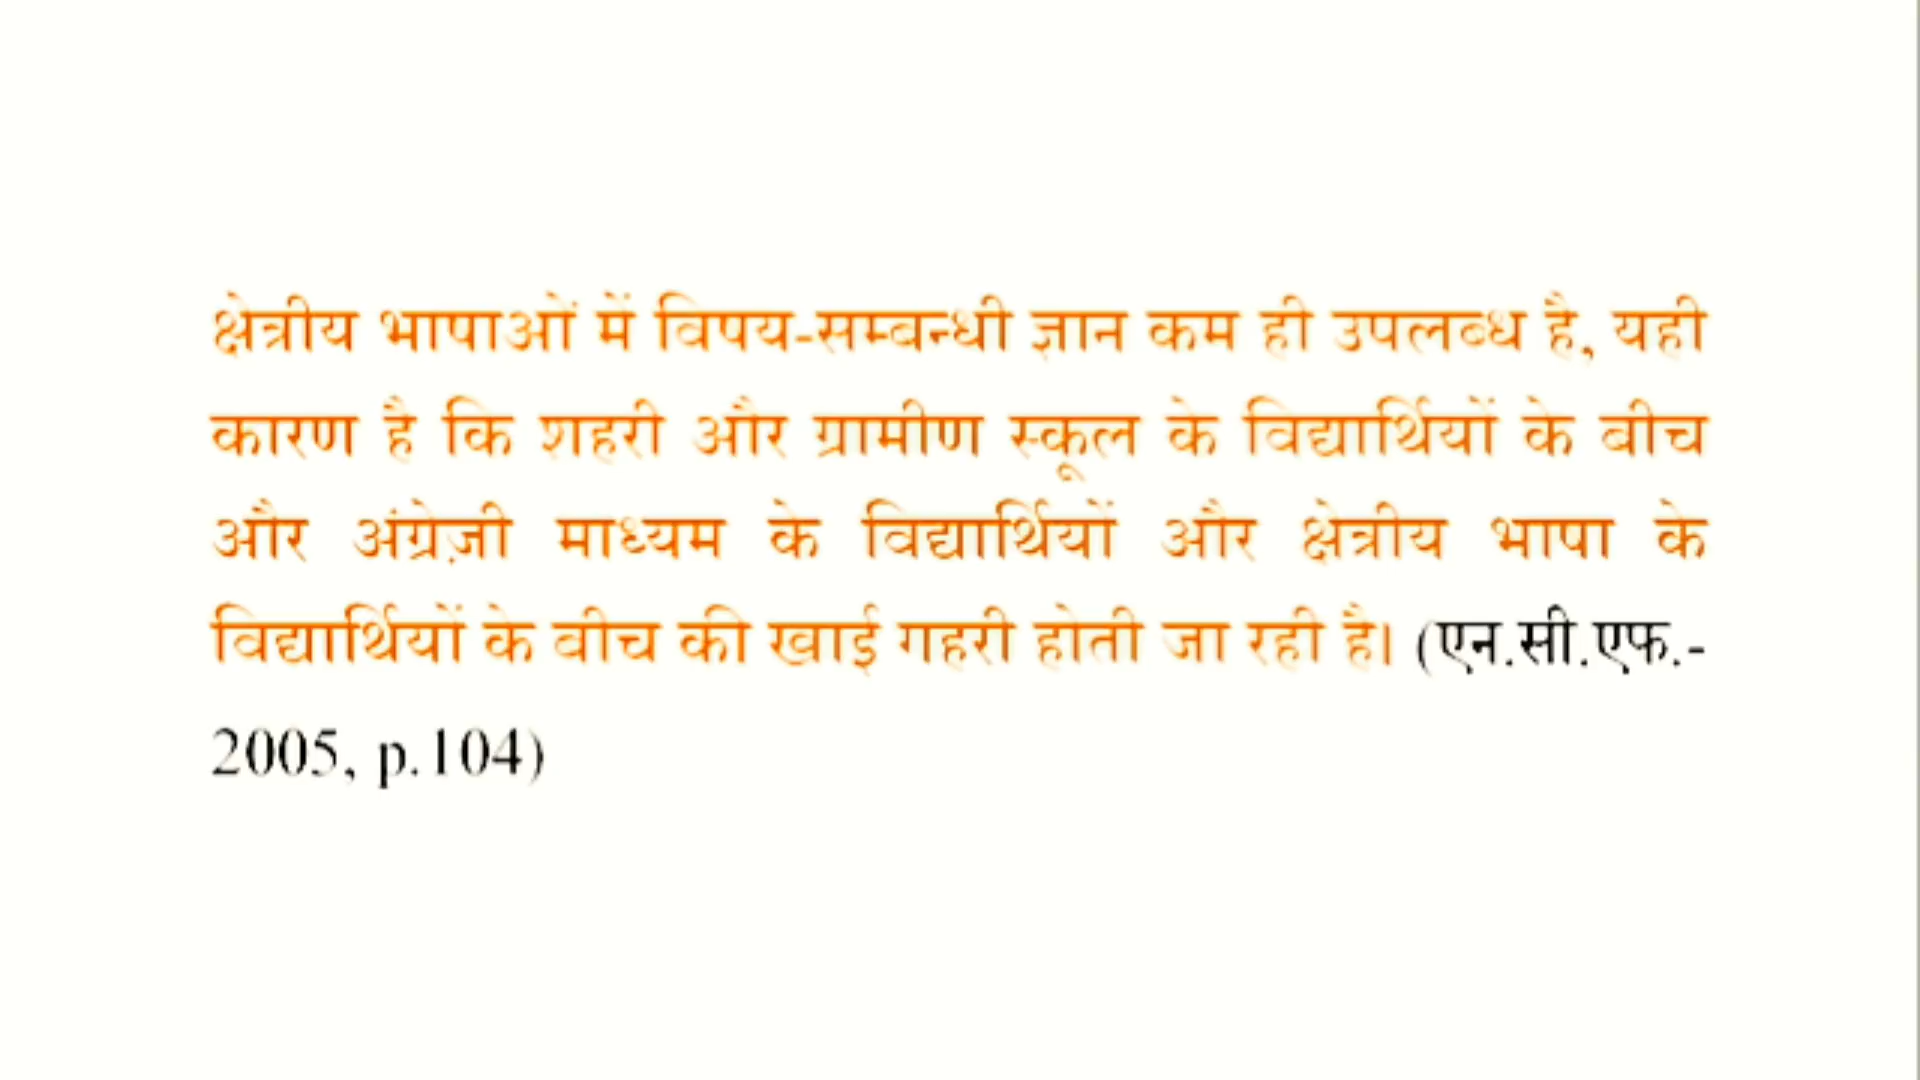 क्षेत्रीय भाषाओं में विषय-सम्बन्धी ज्ञान कम ही उपलब्ध है, यही
कारण है कि शहरी और ग्रामीण स्कूल के विद्यार्थियों के बीच
और अंग्रेज़ी माध्यम के विद्यार्थियों और क्षेत्रीय भाषा के
विद्यार्थियों के बीच की खाई गहरी होती जा रही है। (एन.सी.एफ.-
2005, p.104)